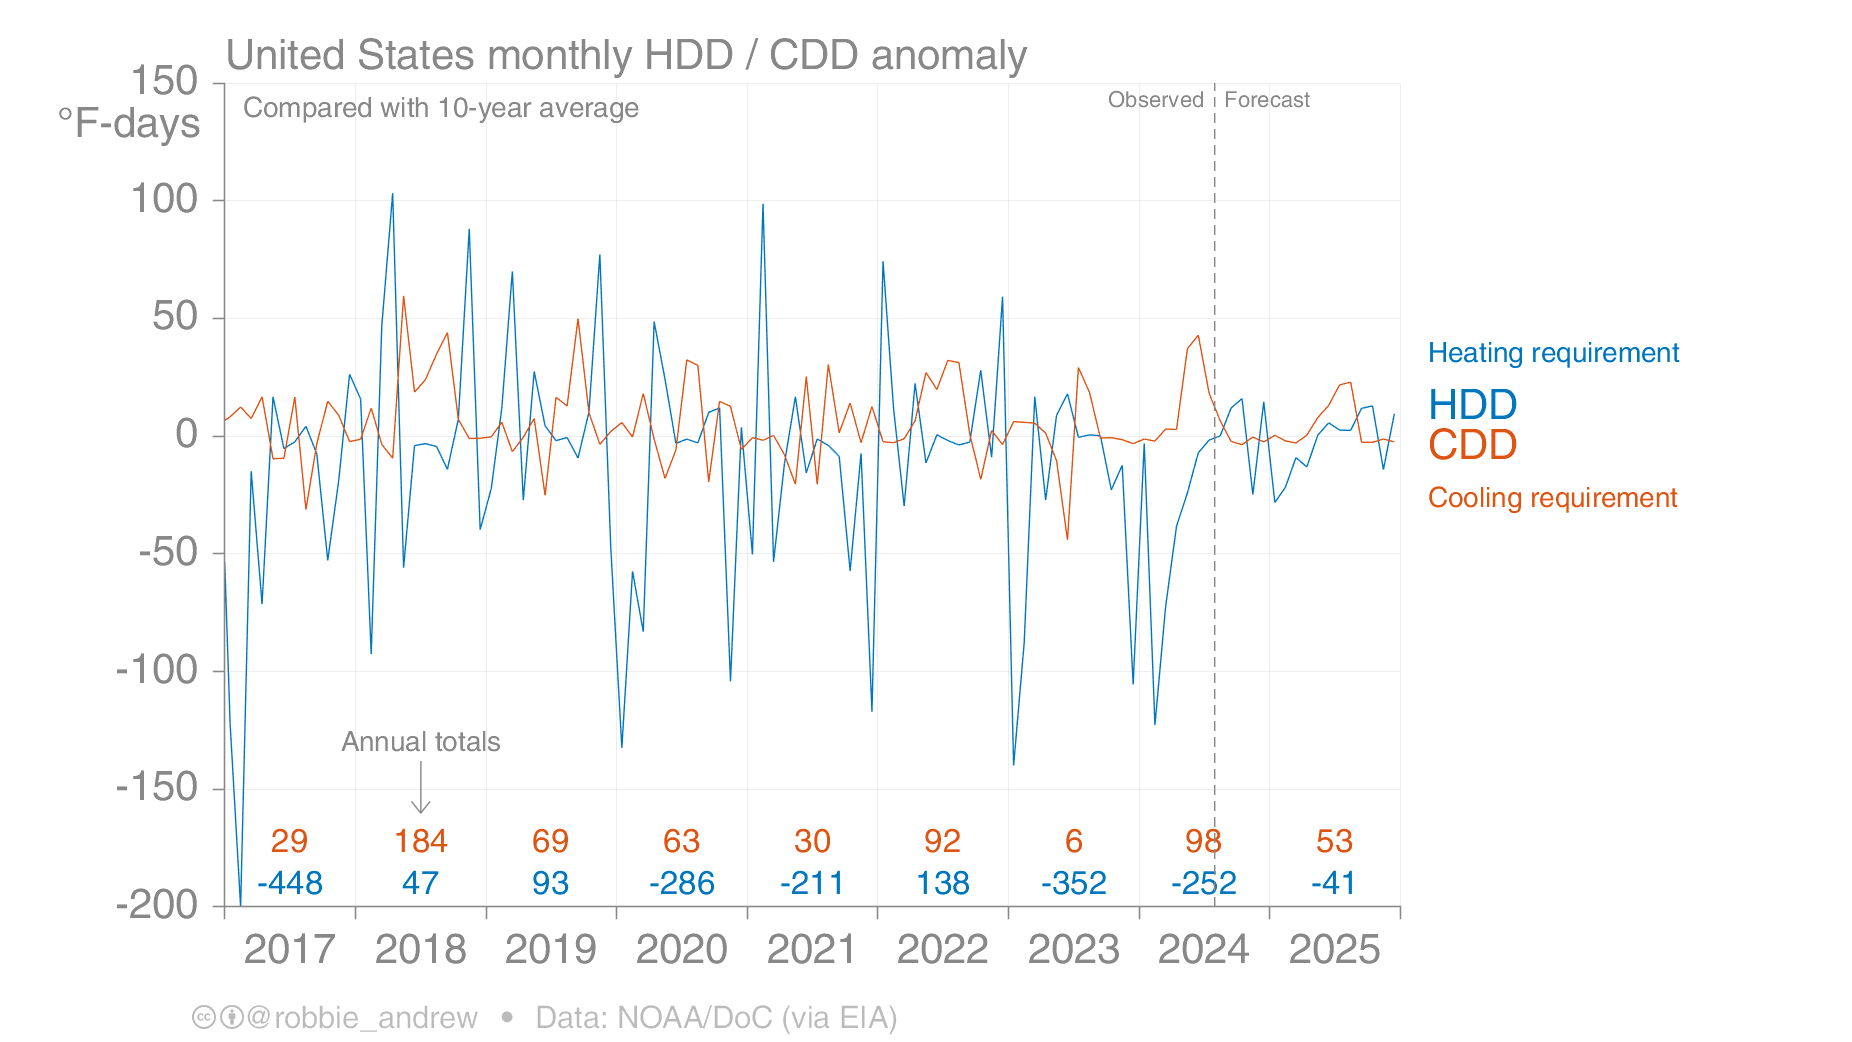 United States monthly HDD / CDD anomaly
150
°F-days
Compared with 10-year average
Observed
Forecast
100
50
0
-50
-100
-150
-200
Heating requirement
HDD
CDD
Cooling requirement
Annual totals
29 184 69 63 30 92 6 98 53
-448 47 93 -286 -211 138 -352 -252 -41
2017 2018 2019 2020 2021 2022 2023 2024 2025
cc @robbie_andrew • Data: NOAA/DoC (via EIA)